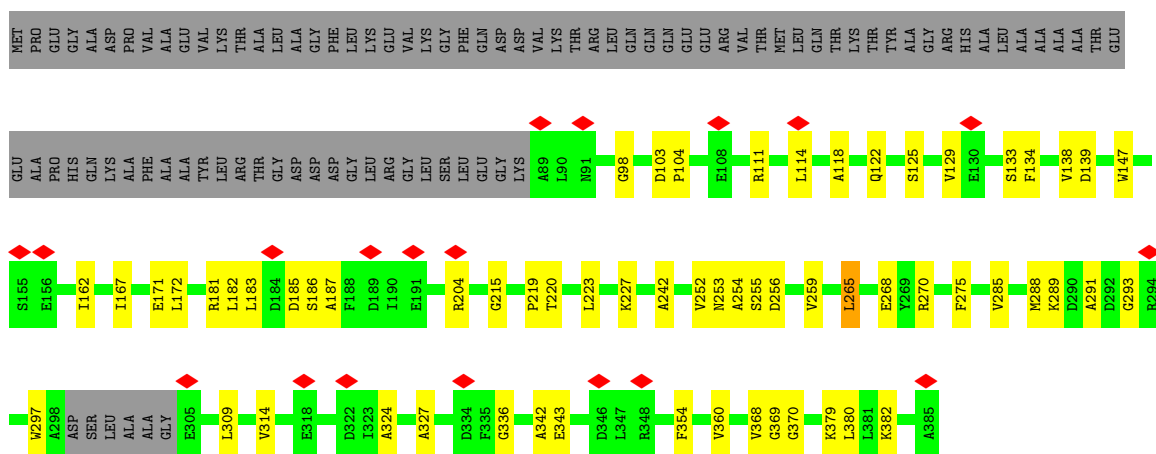 MET PRO GLU GLY ALA ASP PRO VAL ALA GLU VAL LYS THR ALA LEU ALA GLY PHE LEU LYS GLU VAL LYS GLY PHE GLN ASP ASP VAL LYS THR ARG LEU GLN GLN GLN GLU GLU ARG VAL THR MET LEU GLN THR LYS THR TYR ALA GLY ARG HIS ALA LEU ALA ALA ALA ALA THR GLU
GLU ALA PRO HIS GLN LYS ALA PHE ALA ALA TYR LEU ARG THR GLY ASP ASP ASP GLY LEU ARG GLY LEU SER LEU GLU GLY LYS A89 L90 N91 G98 D103 P104 E108 R111 L114 A118 Q122 S125 V129 E130 S133 F134 V138 D139 W147
S155 E156 I162 I167 E171 L172 R181 L182 L183 D184 D185 S186 A187 F188 D189 I190 E191 R204 G215 P219 T220 L223 K227 A242 V252 N253 A254 S255 D256 V259 L265 E268 Y269 R270 F275 V285 M288 K289 D290 A291 D292 G293 R294
W297 A298 ASP SER LEU ALA ALA GLY E305 L309 V314 E318 D322 I323 A324 A327 D334 F335 G336 A342 E343 D346 L347 R348 F354 V360 V368 G369 G370 K379 L380 L381 K382 A385